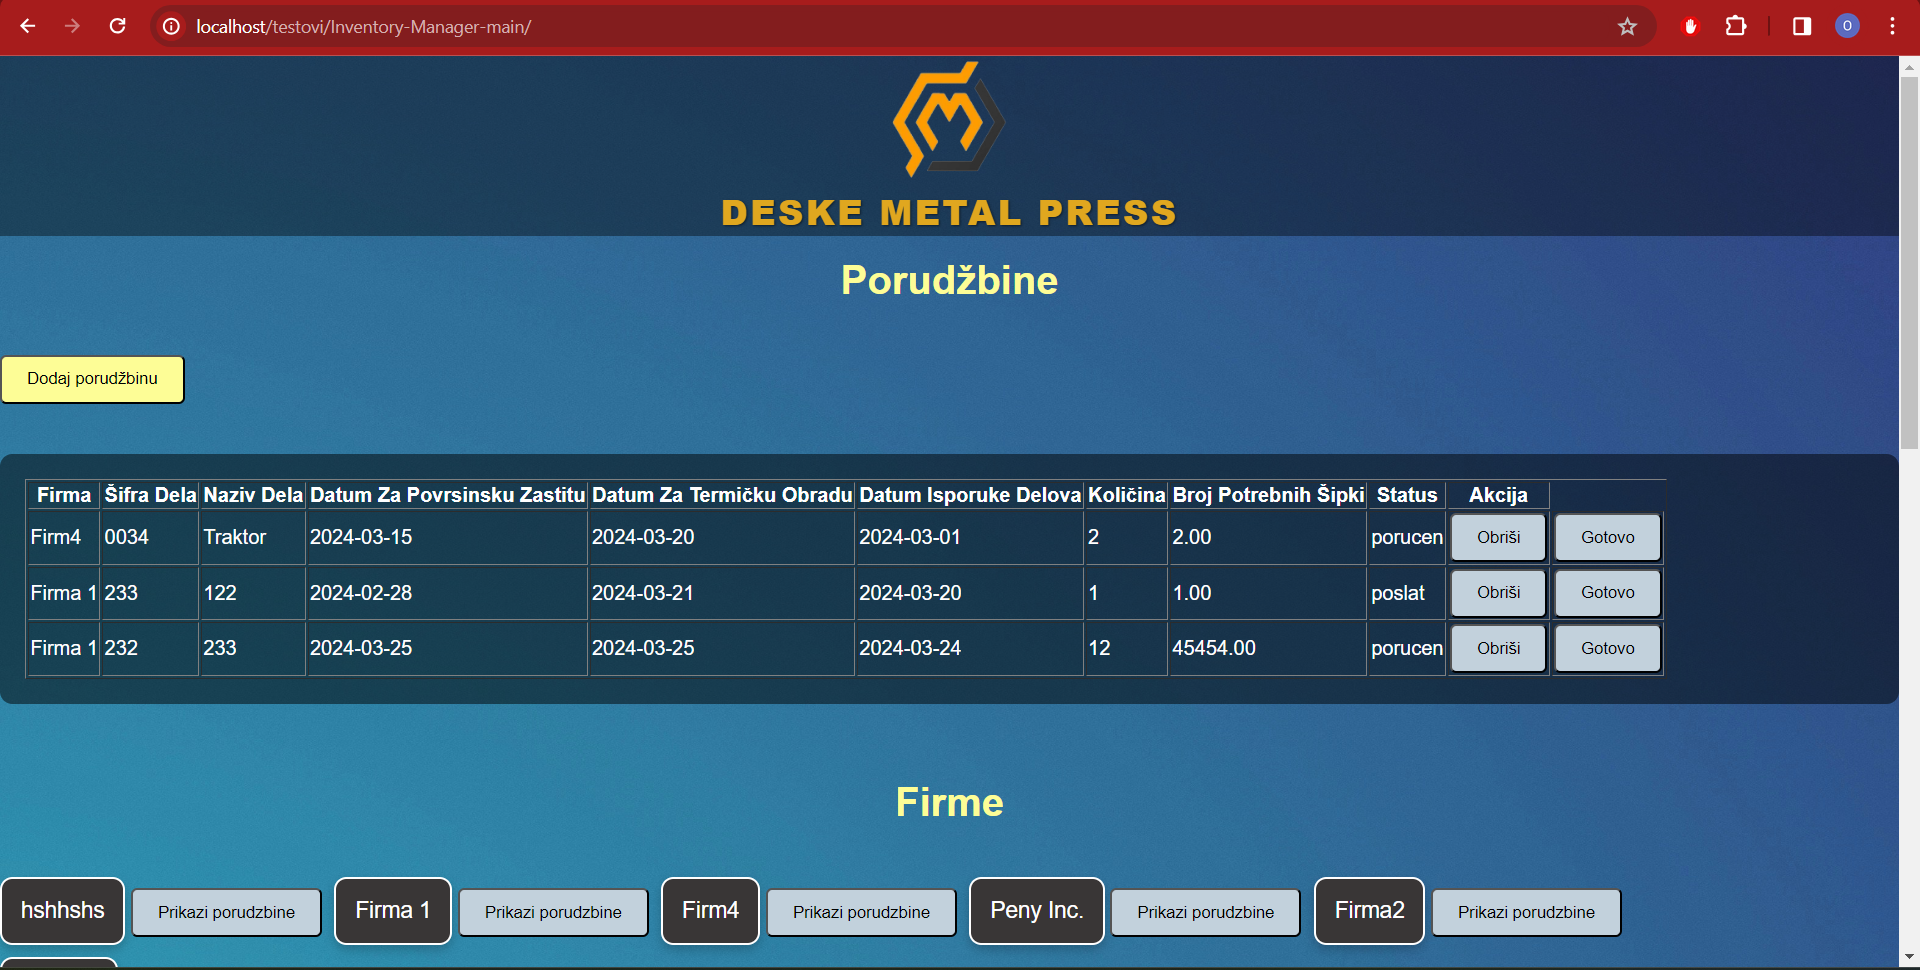 localhost/testovi/Inventory-Manager-main/
O
DESKE METAL PRESS
Porudžbine
Dodaj porudžbinu
Firma Šifra Dela Naziv Dela Datum Za Povrsinsku Zastitu Datum Za Termičku Obradu Datum Isporuke Delova Količina Broj Potrebnih Šipki Status Akcija
Firm4 0034 Traktor 2024-03-15 2024-03-20 2024-03-01 2 2.00 porucen Obriši Gotovo
Firma 1 233 122 2024-02-28 2024-03-21 2024-03-20 1 1.00 poslat Obriši Gotovo
Firma 1 232 233 2024-03-25 2024-03-25 2024-03-24 12 45454.00 porucen Obriši Gotovo
Firme
hshhshs Prikazi porudzbine Firma 1 Prikazi porudzbine Firm4 Prikazi porudzbine Peny Inc. Prikazi porudzbine Firma2 Prikazi porudzbine